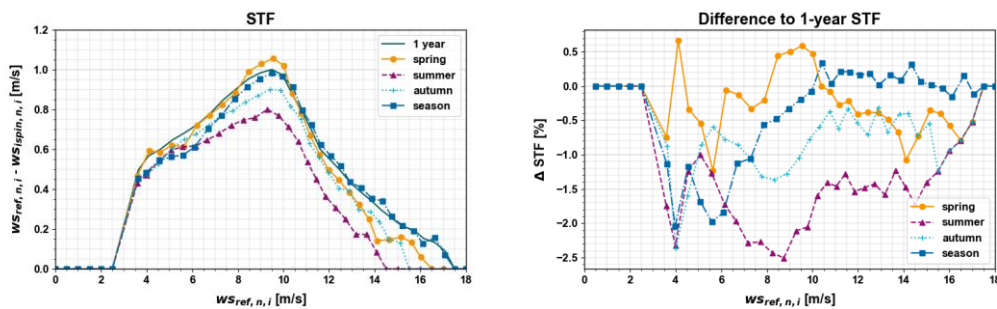 STF
1.2
1.0
0.8
0.6
0.4
0.2
0.0
ws_ref, n, i - ws_ispin, n, i [m/s]
0 2 4 6 8 10 12 14 16 18
ws_ref, n, i [m/s]
1 year
spring
summer
autumn
season
Difference to 1-year STF
0.5
0.0
−0.5
−1.0
−1.5
−2.0
−2.5
Δ STF [%]
0 2 4 6 8 10 12 14 16 18
ws_ref, n, i [m/s]
spring
summer
autumn
season